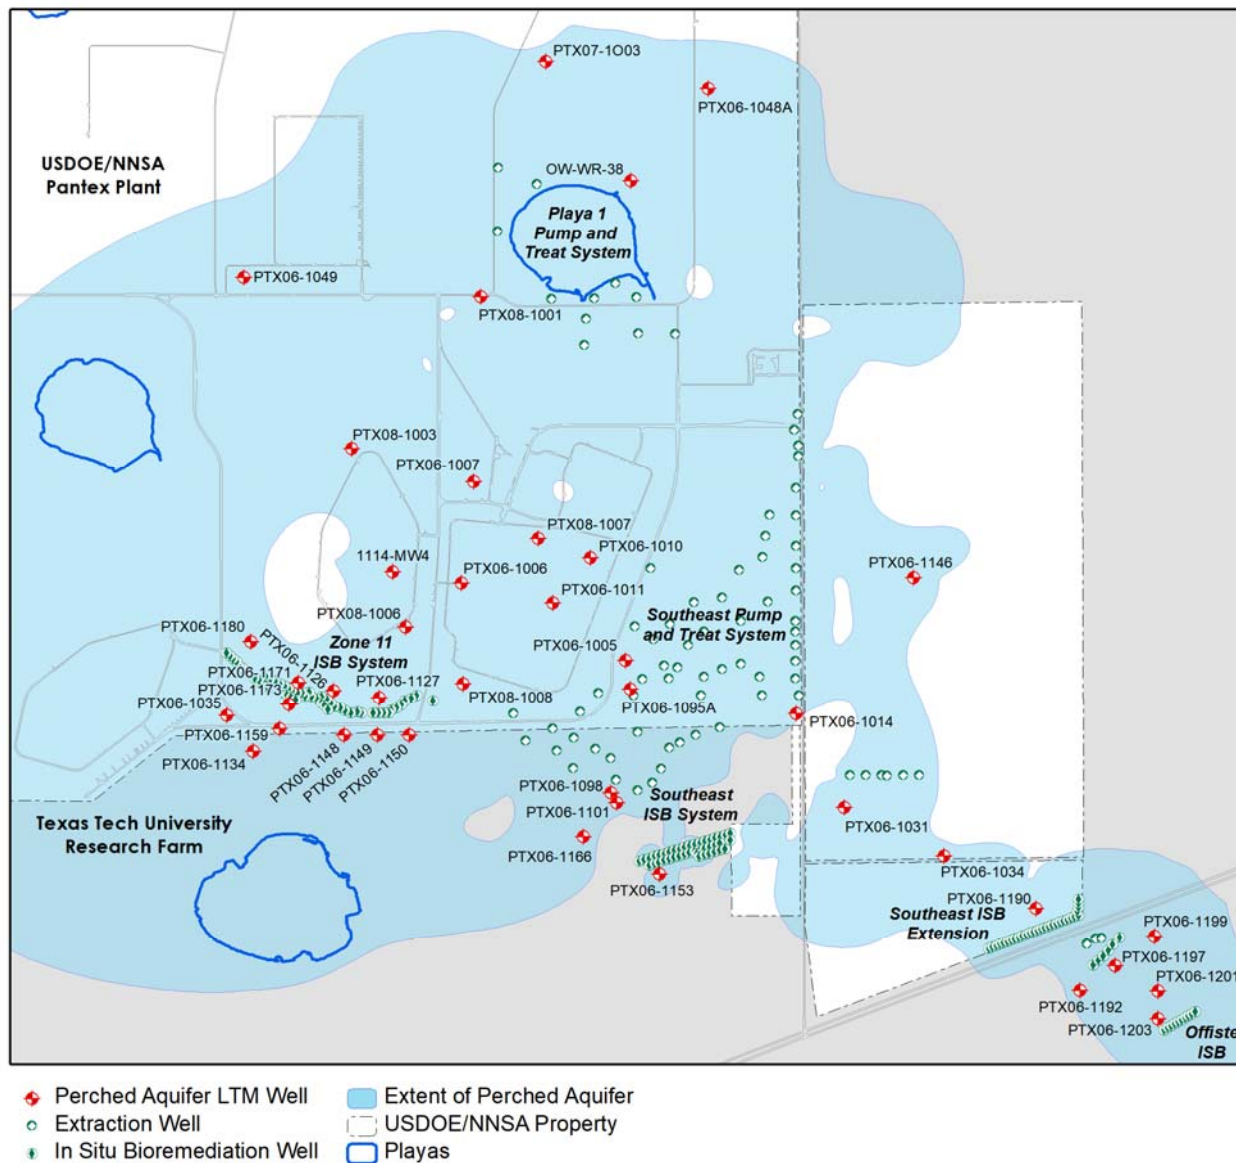 PTX07-1O03
PTX06-1048A
USDOE/NNSA
Pantex Plant
OW-WR-38
Playa 1
Pump and
Treat System
PTX06-1049
PTX08-1001
PTX08-1003
PTX06-1007
PTX08-1007
PTX06-1010
1114-MW4
PTX06-1006
PTX06-1146
PTX06-1011
PTX08-1006
Southeast Pump
and Treat System
PTX06-1180
PTX06-1126
Zone 11
ISB System
PTX06-1005
PTX06-1171
PTX06-1127
PTX06-1173
PTX08-1008
PTX06-1095A
PTX06-1035
PTX06-1014
PTX06-1159
PTX06-1134
PTX06-1148
PTX06-1149
PTX06-1150
PTX06-1098
Southeast
ISB System
PTX06-1101
Texas Tech University
Research Farm
PTX06-1031
PTX06-1166
PTX06-1034
PTX06-1153
PTX06-1190
Southeast ISB
Extension
PTX06-1199
PTX06-1197
PTX06-1201
PTX06-1192
PTX06-1203
Offiste
ISB
Perched Aquifer LTM Well
Extraction Well
In Situ Bioremediation Well
Extent of Perched Aquifer
USDOE/NNSA Property
Playas